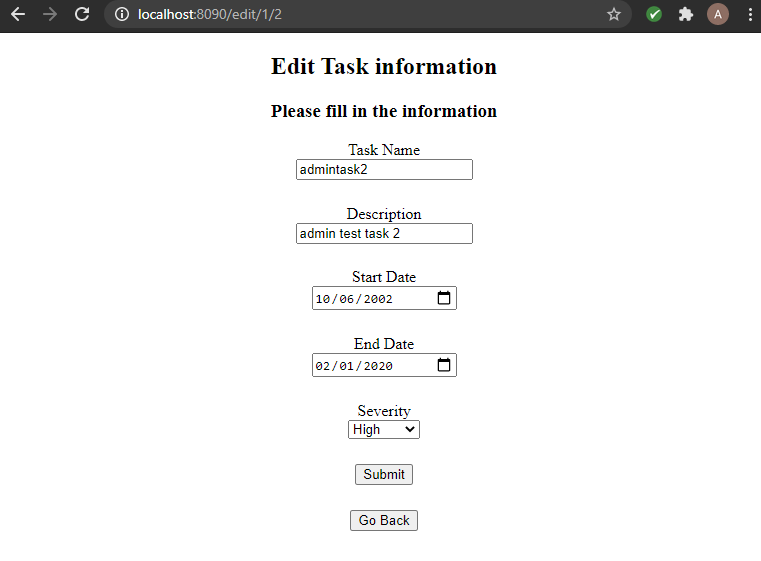 localhost:8090/edit/1/2
A
Edit Task information
Please fill in the information
Task Name
admintask2
Description
admin test task 2
Start Date
10/06/2002
End Date
02/01/2020
Severity
High
Submit
Go Back